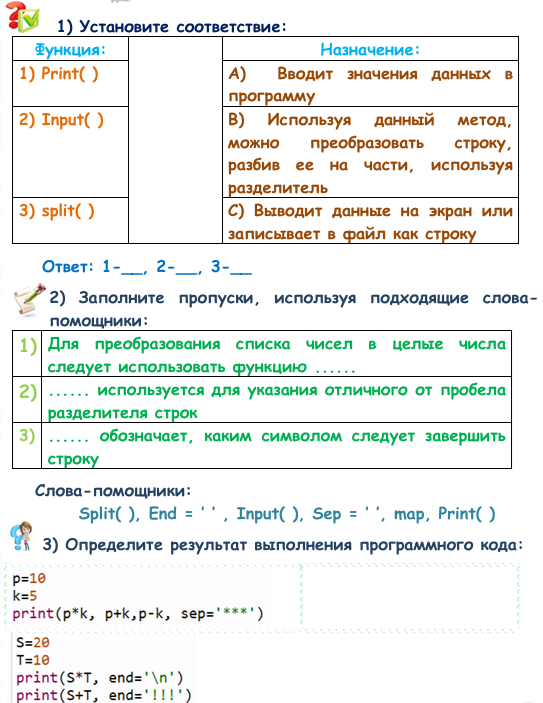 1) Установите соответствие:
Функция:
Назначение:
1) Print( )
А) Вводит значения данных в
программу
2) Input( )
В) Используя данный метод,
можно преобразовать строку,
разбив ее на части, используя
разделитель
3) split( )
С) Выводит данные на экран или
записывает в файл как строку
Ответ: 1-__, 2-__, 3-__
2) Заполните пропуски, используя подходящие слова-
помощники:
1) Для преобразования списка чисел в целые числа
следует использовать функцию ......
2) ...... используется для указания отличного от пробела
разделителя строк
3) ...... обозначает, каким символом следует завершить
строку
Слова-помощники:
Split( ), End = ' ' , Input( ), Sep = ' ', map, Print( )
3) Определите результат выполнения программного кода:
p=10
k=5
print(p*k, p+k,p-k, sep='***')
S=20
T=10
print(S*T, end='\n')
print(S+T, end='!!!')